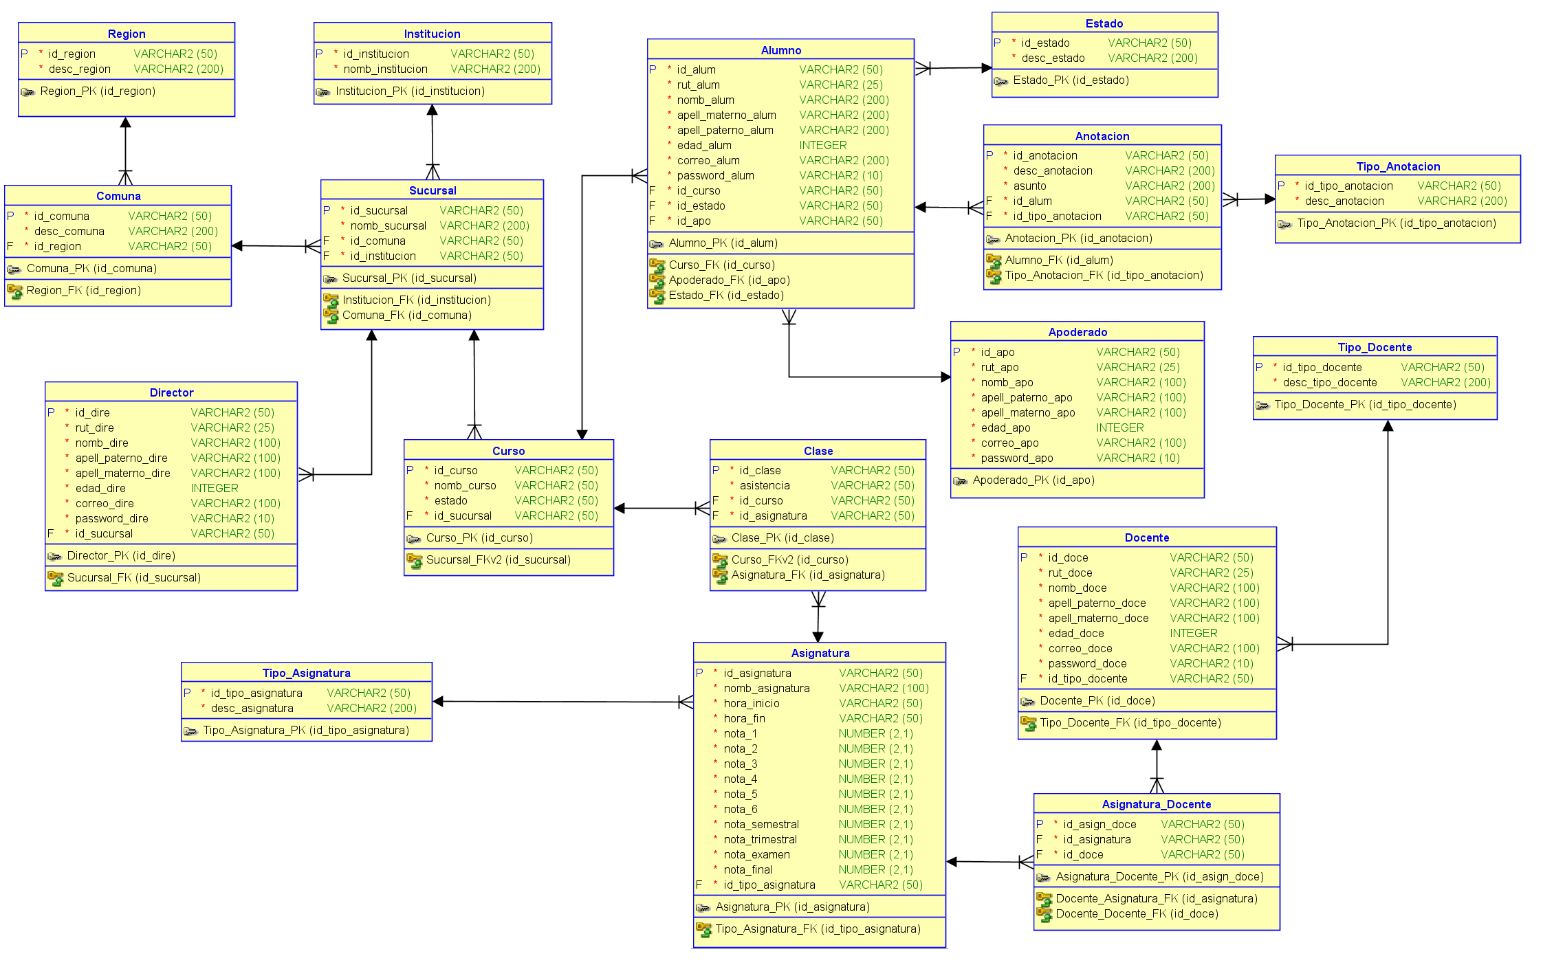 Region
P * id_region VARCHAR2 (50)
* desc_region VARCHAR2 (200)
Region_PK (id_region)
Institucion
P * id_institucion VARCHAR2 (50)
* nomb_institucion VARCHAR2 (200)
Institucion_PK (id_institucion)
Alumno
P * id_alum VARCHAR2 (50)
* rut_alum VARCHAR2 (25)
* nomb_alum VARCHAR2 (200)
* apell_materno_alum VARCHAR2 (200)
* apell_paterno_alum VARCHAR2 (200)
* edad_alum INTEGER
* correo_alum VARCHAR2 (200)
* password_alum VARCHAR2 (10)
F * id_curso VARCHAR2 (50)
F * id_estado VARCHAR2 (50)
F * id_apo VARCHAR2 (50)
Alumno_PK (id_alum)
Curso_FK (id_curso)
Apoderado_FK (id_apo)
Estado_FK (id_estado)
Estado
P * id_estado VARCHAR2 (50)
* desc_estado VARCHAR2 (200)
Estado_PK (id_estado)
Anotacion
P * id_anotacion VARCHAR2 (50)
* desc_anotacion VARCHAR2 (200)
* asunto VARCHAR2 (200)
F * id_alum VARCHAR2 (50)
F * id_tipo_anotacion VARCHAR2 (50)
Anotacion_PK (id_anotacion)
Alumno_FK (id_alum)
Tipo_Anotacion_FK (id_tipo_anotacion)
Tipo_Anotacion
P * id_tipo_anotacion VARCHAR2 (50)
* desc_anotacion VARCHAR2 (200)
Tipo_Anotacion_PK (id_tipo_anotacion)
Comuna
P * id_comuna VARCHAR2 (50)
* desc_comuna VARCHAR2 (200)
F * id_region VARCHAR2 (50)
Comuna_PK (id_comuna)
Region_FK (id_region)
Sucursal
P * id_sucursal VARCHAR2 (50)
* nomb_sucursal VARCHAR2 (200)
F * id_comuna VARCHAR2 (50)
F * id_institucion VARCHAR2 (50)
Sucursal_PK (id_sucursal)
Institucion_FK (id_institucion)
Comuna_FK (id_comuna)
Apoderado
P * id_apo VARCHAR2 (50)
* rut_apo VARCHAR2 (25)
* nomb_apo VARCHAR2 (100)
* apell_paterno_apo VARCHAR2 (100)
* apell_materno_apo VARCHAR2 (100)
* edad_apo INTEGER
* correo_apo VARCHAR2 (100)
* password_apo VARCHAR2 (10)
Apoderado_PK (id_apo)
Tipo_Docente
P * id_tipo_docente VARCHAR2 (50)
* desc_tipo_docente VARCHAR2 (200)
Tipo_Docente_PK (id_tipo_docente)
Director
P * id_dire VARCHAR2 (50)
* rut_dire VARCHAR2 (25)
* nomb_dire VARCHAR2 (100)
* apell_paterno_dire VARCHAR2 (100)
* apell_materno_dire VARCHAR2 (100)
* edad_dire INTEGER
* correo_dire VARCHAR2 (100)
* password_dire VARCHAR2 (10)
F * id_sucursal VARCHAR2 (50)
Director_PK (id_dire)
Sucursal_FK (id_sucursal)
Curso
P * id_curso VARCHAR2 (50)
* nomb_curso VARCHAR2 (50)
* estado VARCHAR2 (50)
F * id_sucursal VARCHAR2 (50)
Curso_PK (id_curso)
Sucursal_FKv2 (id_sucursal)
Clase
P * id_clase VARCHAR2 (50)
* asistencia VARCHAR2 (50)
F * id_curso VARCHAR2 (50)
F * id_asignatura VARCHAR2 (50)
Clase_PK (id_clase)
Curso_FKv2 (id_curso)
Asignatura_FK (id_asignatura)
Docente
P * id_doce VARCHAR2 (50)
* rut_doce VARCHAR2 (25)
* nomb_doce VARCHAR2 (100)
* apell_paterno_doce VARCHAR2 (100)
* apell_materno_doce VARCHAR2 (100)
* edad_doce INTEGER
* correo_doce VARCHAR2 (100)
* password_doce VARCHAR2 (10)
F * id_tipo_docente VARCHAR2 (50)
Docente_PK (id_doce)
Tipo_Docente_FK (id_tipo_docente)
Tipo_Asignatura
P * id_tipo_asignatura VARCHAR2 (50)
* desc_asignatura VARCHAR2 (200)
Tipo_Asignatura_PK (id_tipo_asignatura)
Asignatura
P * id_asignatura VARCHAR2 (50)
* nomb_asignatura VARCHAR2 (100)
* hora_inicio VARCHAR2 (50)
* hora_fin VARCHAR2 (50)
* nota_1 NUMBER (2,1)
* nota_2 NUMBER (2,1)
* nota_3 NUMBER (2,1)
* nota_4 NUMBER (2,1)
* nota_5 NUMBER (2,1)
* nota_6 NUMBER (2,1)
* nota_semestral NUMBER (2,1)
* nota_trimestral NUMBER (2,1)
* nota_examen NUMBER (2,1)
* nota_final NUMBER (2,1)
F * id_tipo_asignatura VARCHAR2 (50)
Asignatura_PK (id_asignatura)
Tipo_Asignatura_FK (id_tipo_asignatura)
Asignatura_Docente
P * id_asign_doce VARCHAR2 (50)
F * id_asignatura VARCHAR2 (50)
F * id_doce VARCHAR2 (50)
Asignatura_Docente_PK (id_asign_doce)
Docente_Asignatura_FK (id_asignatura)
Docente_Docente_FK (id_doce)